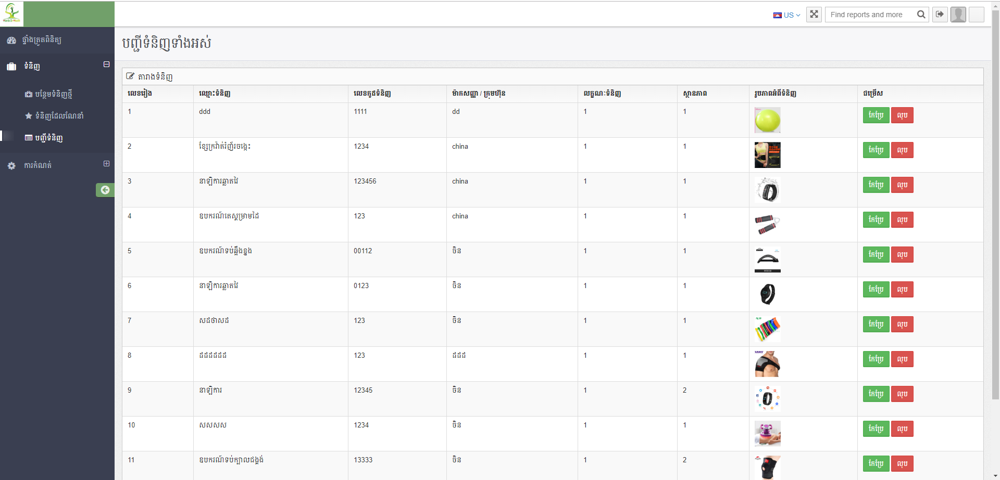 US
Find reports and more
ផ្ទាំងត្រួតពិនិត្យ
ទំនិញ
បន្ថែមទំនិញថ្មី
ទំនិញដែលណែនាំ
បញ្ជីទំនិញ
ការកំណត់
បញ្ជីទំនិញទាំងអស់
តារាងទំនិញ
លេខរៀង ឈ្មោះទំនិញ លេខកូដទំនិញ ម៉ាកសញ្ញា / ក្រុមហ៊ុន លក្ខណៈទំនិញ ស្ថានភាព រូបភាពអំពីទំនិញ ជម្រើស
1 ddd 1111 dd 1 1 កែប្រែ លុប
2 ខ្សែក្រវ៉ាត់រំញ័រចង្កេះ 1234 china 1 1 កែប្រែ លុប
3 នាឡិការឆ្លាតវៃ 123456 china 1 1 កែប្រែ លុប
4 ឧបករណ៍តេស្តម្រាមដៃ 123 china 1 1 កែប្រែ លុប
5 ឧបករណ៍ទប់ឆ្អឹងខ្នង 00112 ចិន 1 1 កែប្រែ លុប
6 នាឡិការឆ្លាតវៃ 0123 ចិន 1 1 កែប្រែ លុប
7 សដថាសដ 123 ចិន 1 1 កែប្រែ លុប
8 ដដដដដដ 123 ដដដ 1 1 កែប្រែ លុប
9 នាឡិការ 12345 ចិន 1 2 កែប្រែ លុប
10 សសសស 1234 ចិន 1 1 កែប្រែ លុប
11 ឧបករណ៍ទប់ក្បាលជង្គង់ 13333 ចិន 1 2 កែប្រែ លុប